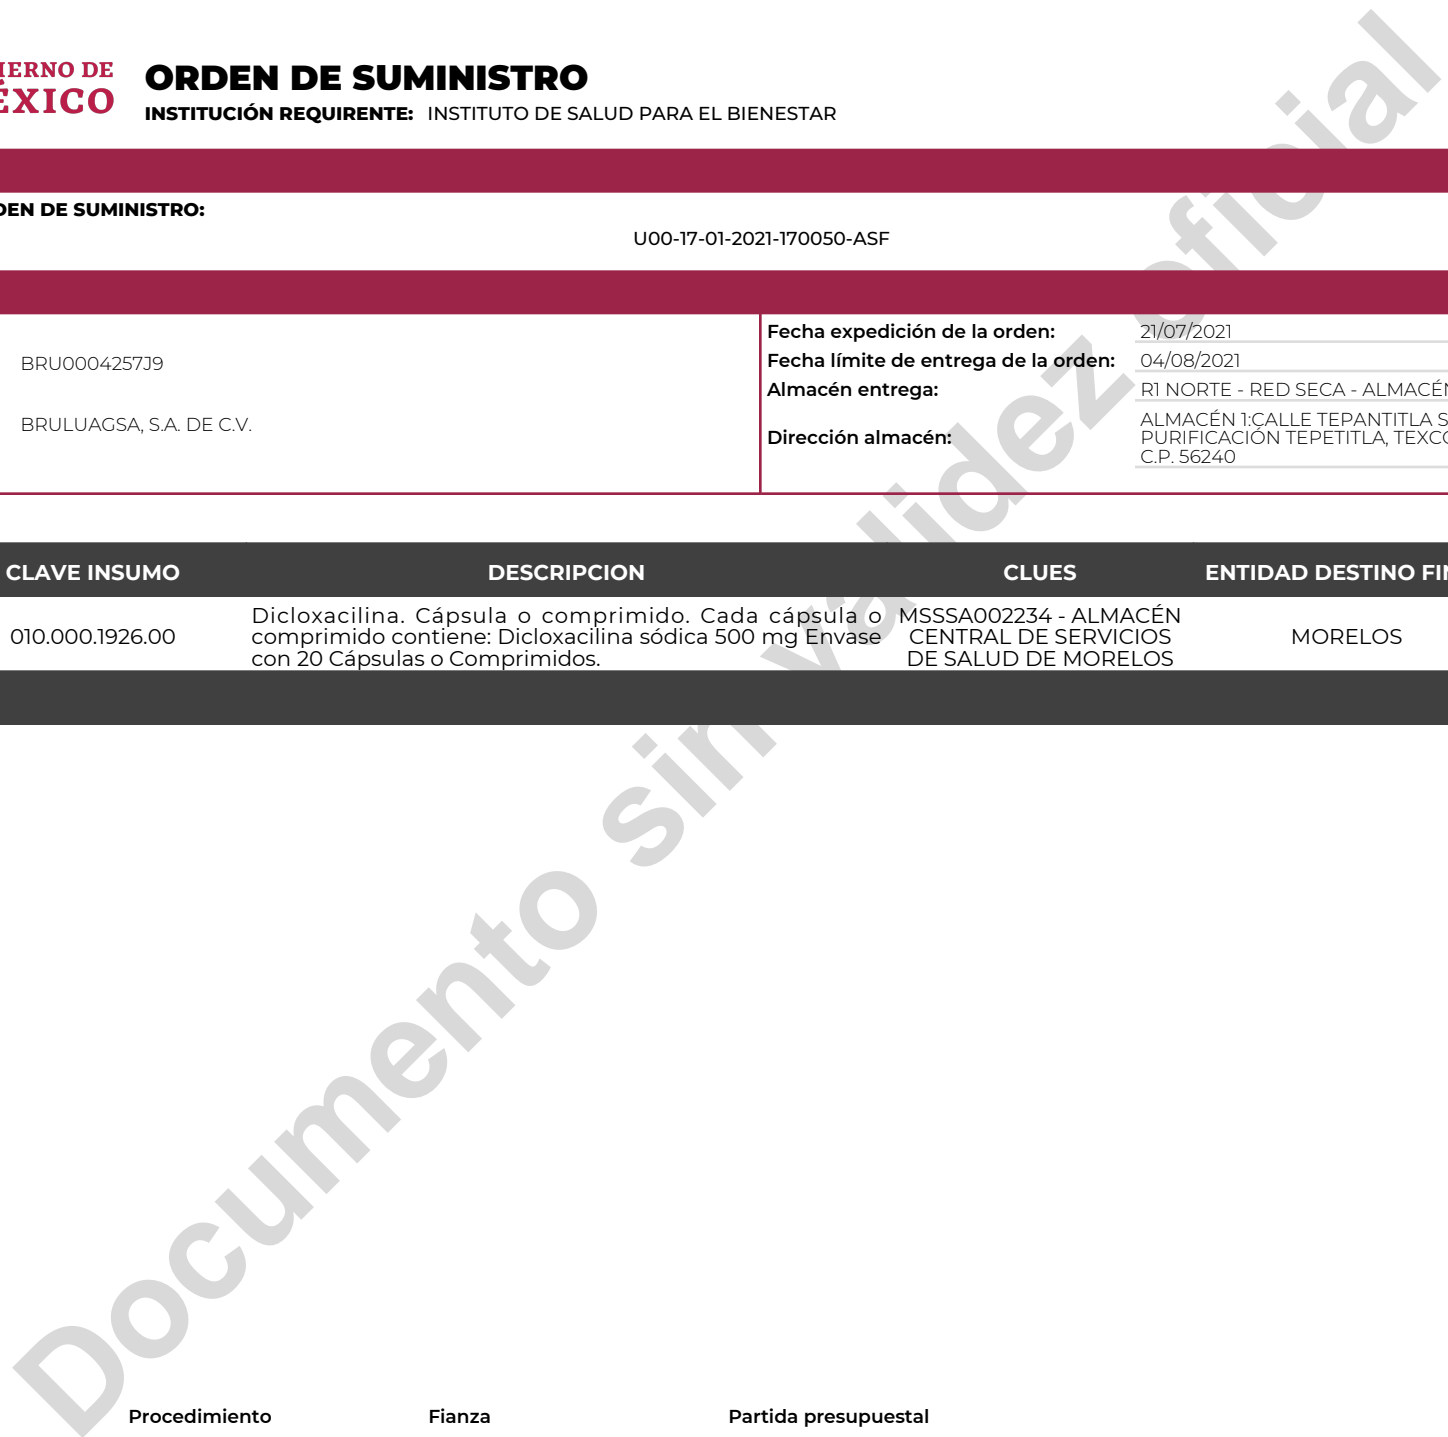 IERNO DE
ÉXICO
ORDEN DE SUMINISTRO
INSTITUCIÓN REQUIRENTE: INSTITUTO DE SALUD PARA EL BIENESTAR
DEN DE SUMINISTRO:
U00-17-01-2021-170050-ASF
BRU0004257J9
BRULUAGSA, S.A. DE C.V.
Fecha expedición de la orden: 21/07/2021
Fecha límite de entrega de la orden: 04/08/2021
Almacén entrega: R1 NORTE - RED SECA - ALMACÉN
Dirección almacén:
ALMACÉN 1:CALLE TEPANTITLA S
PURIFICACIÓN TEPETITLA, TEXCO
C.P. 56240
CLAVE INSUMO DESCRIPCION CLUES ENTIDAD DESTINO FIN
010.000.1926.00
Dicloxacilina. Cápsula o comprimido. Cada cápsula o
comprimido contiene: Dicloxacilina sódica 500 mg Envase
con 20 Cápsulas o Comprimidos.
MSSSA002234 - ALMACÉN
CENTRAL DE SERVICIOS
DE SALUD DE MORELOS
MORELOS
Documento sin validez oficial
Procedimiento Fianza Partida presupuestal